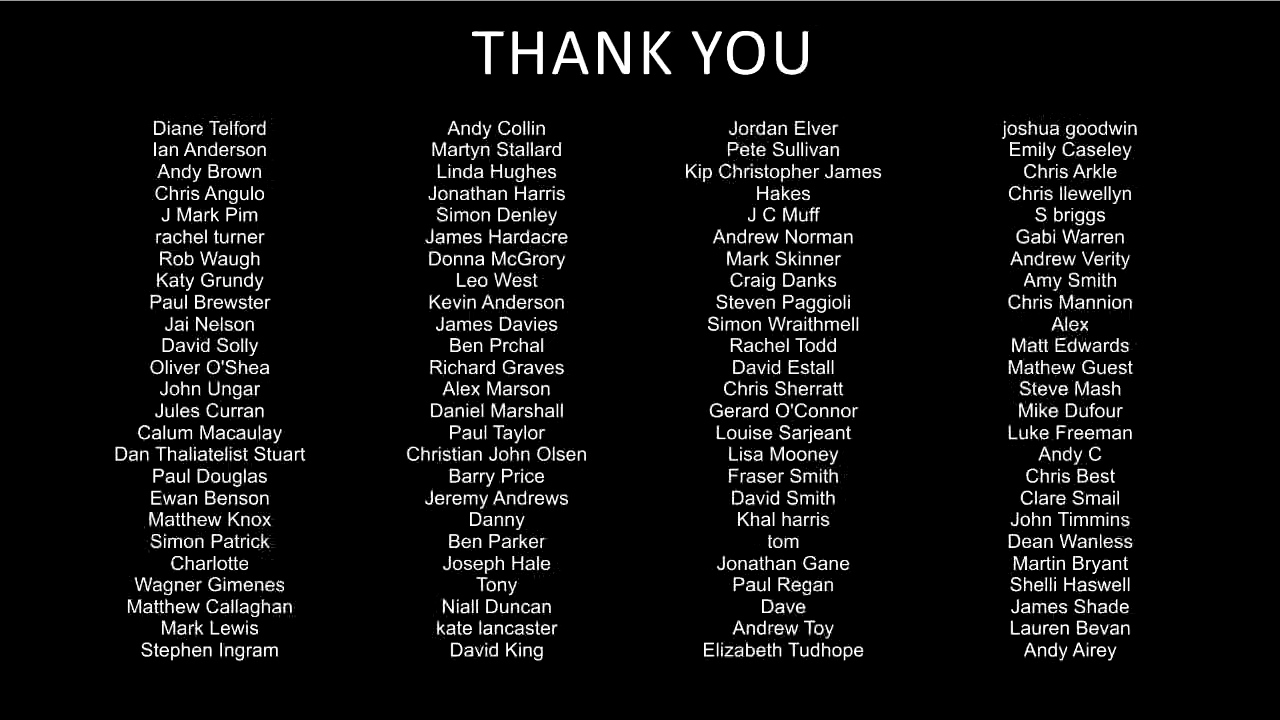 THANK YOU
Diane Telford
Ian Anderson
Andy Brown
Chris Angulo
J Mark Pim
rachel turner
Rob Waugh
Katy Grundy
Paul Brewster
Jai Nelson
David Solly
Oliver O'Shea
John Ungar
Jules Curran
Calum Macaulay
Dan Thaliatelist Stuart
Paul Douglas
Ewan Benson
Matthew Knox
Simon Patrick
Charlotte
Wagner Gimenes
Matthew Callaghan
Mark Lewis
Stephen Ingram
Andy Collin
Martyn Stallard
Linda Hughes
Jonathan Harris
Simon Denley
James Hardacre
Donna McGrory
Leo West
Kevin Anderson
James Davies
Ben Prchal
Richard Graves
Alex Marson
Daniel Marshall
Paul Taylor
Christian John Olsen
Barry Price
Jeremy Andrews
Danny
Ben Parker
Joseph Hale
Tony
Niall Duncan
kate lancaster
David King
Jordan Elver
Pete Sullivan
Kip Christopher James
Hakes
J C Muff
Andrew Norman
Mark Skinner
Craig Danks
Steven Paggioli
Simon Wraithmell
Rachel Todd
David Estall
Chris Sherratt
Gerard O'Connor
Louise Sarjeant
Lisa Mooney
Fraser Smith
David Smith
Khal harris
tom
Jonathan Gane
Paul Regan
Dave
Andrew Toy
Elizabeth Tudhope
joshua goodwin
Emily Caseley
Chris Arkle
Chris llewellyn
S briggs
Gabi Warren
Andrew Verity
Amy Smith
Chris Mannion
Alex
Matt Edwards
Mathew Guest
Steve Mash
Mike Dufour
Luke Freeman
Andy C
Chris Best
Clare Smail
John Timmins
Dean Wanless
Martin Bryant
Shelli Haswell
James Shade
Lauren Bevan
Andy Airey